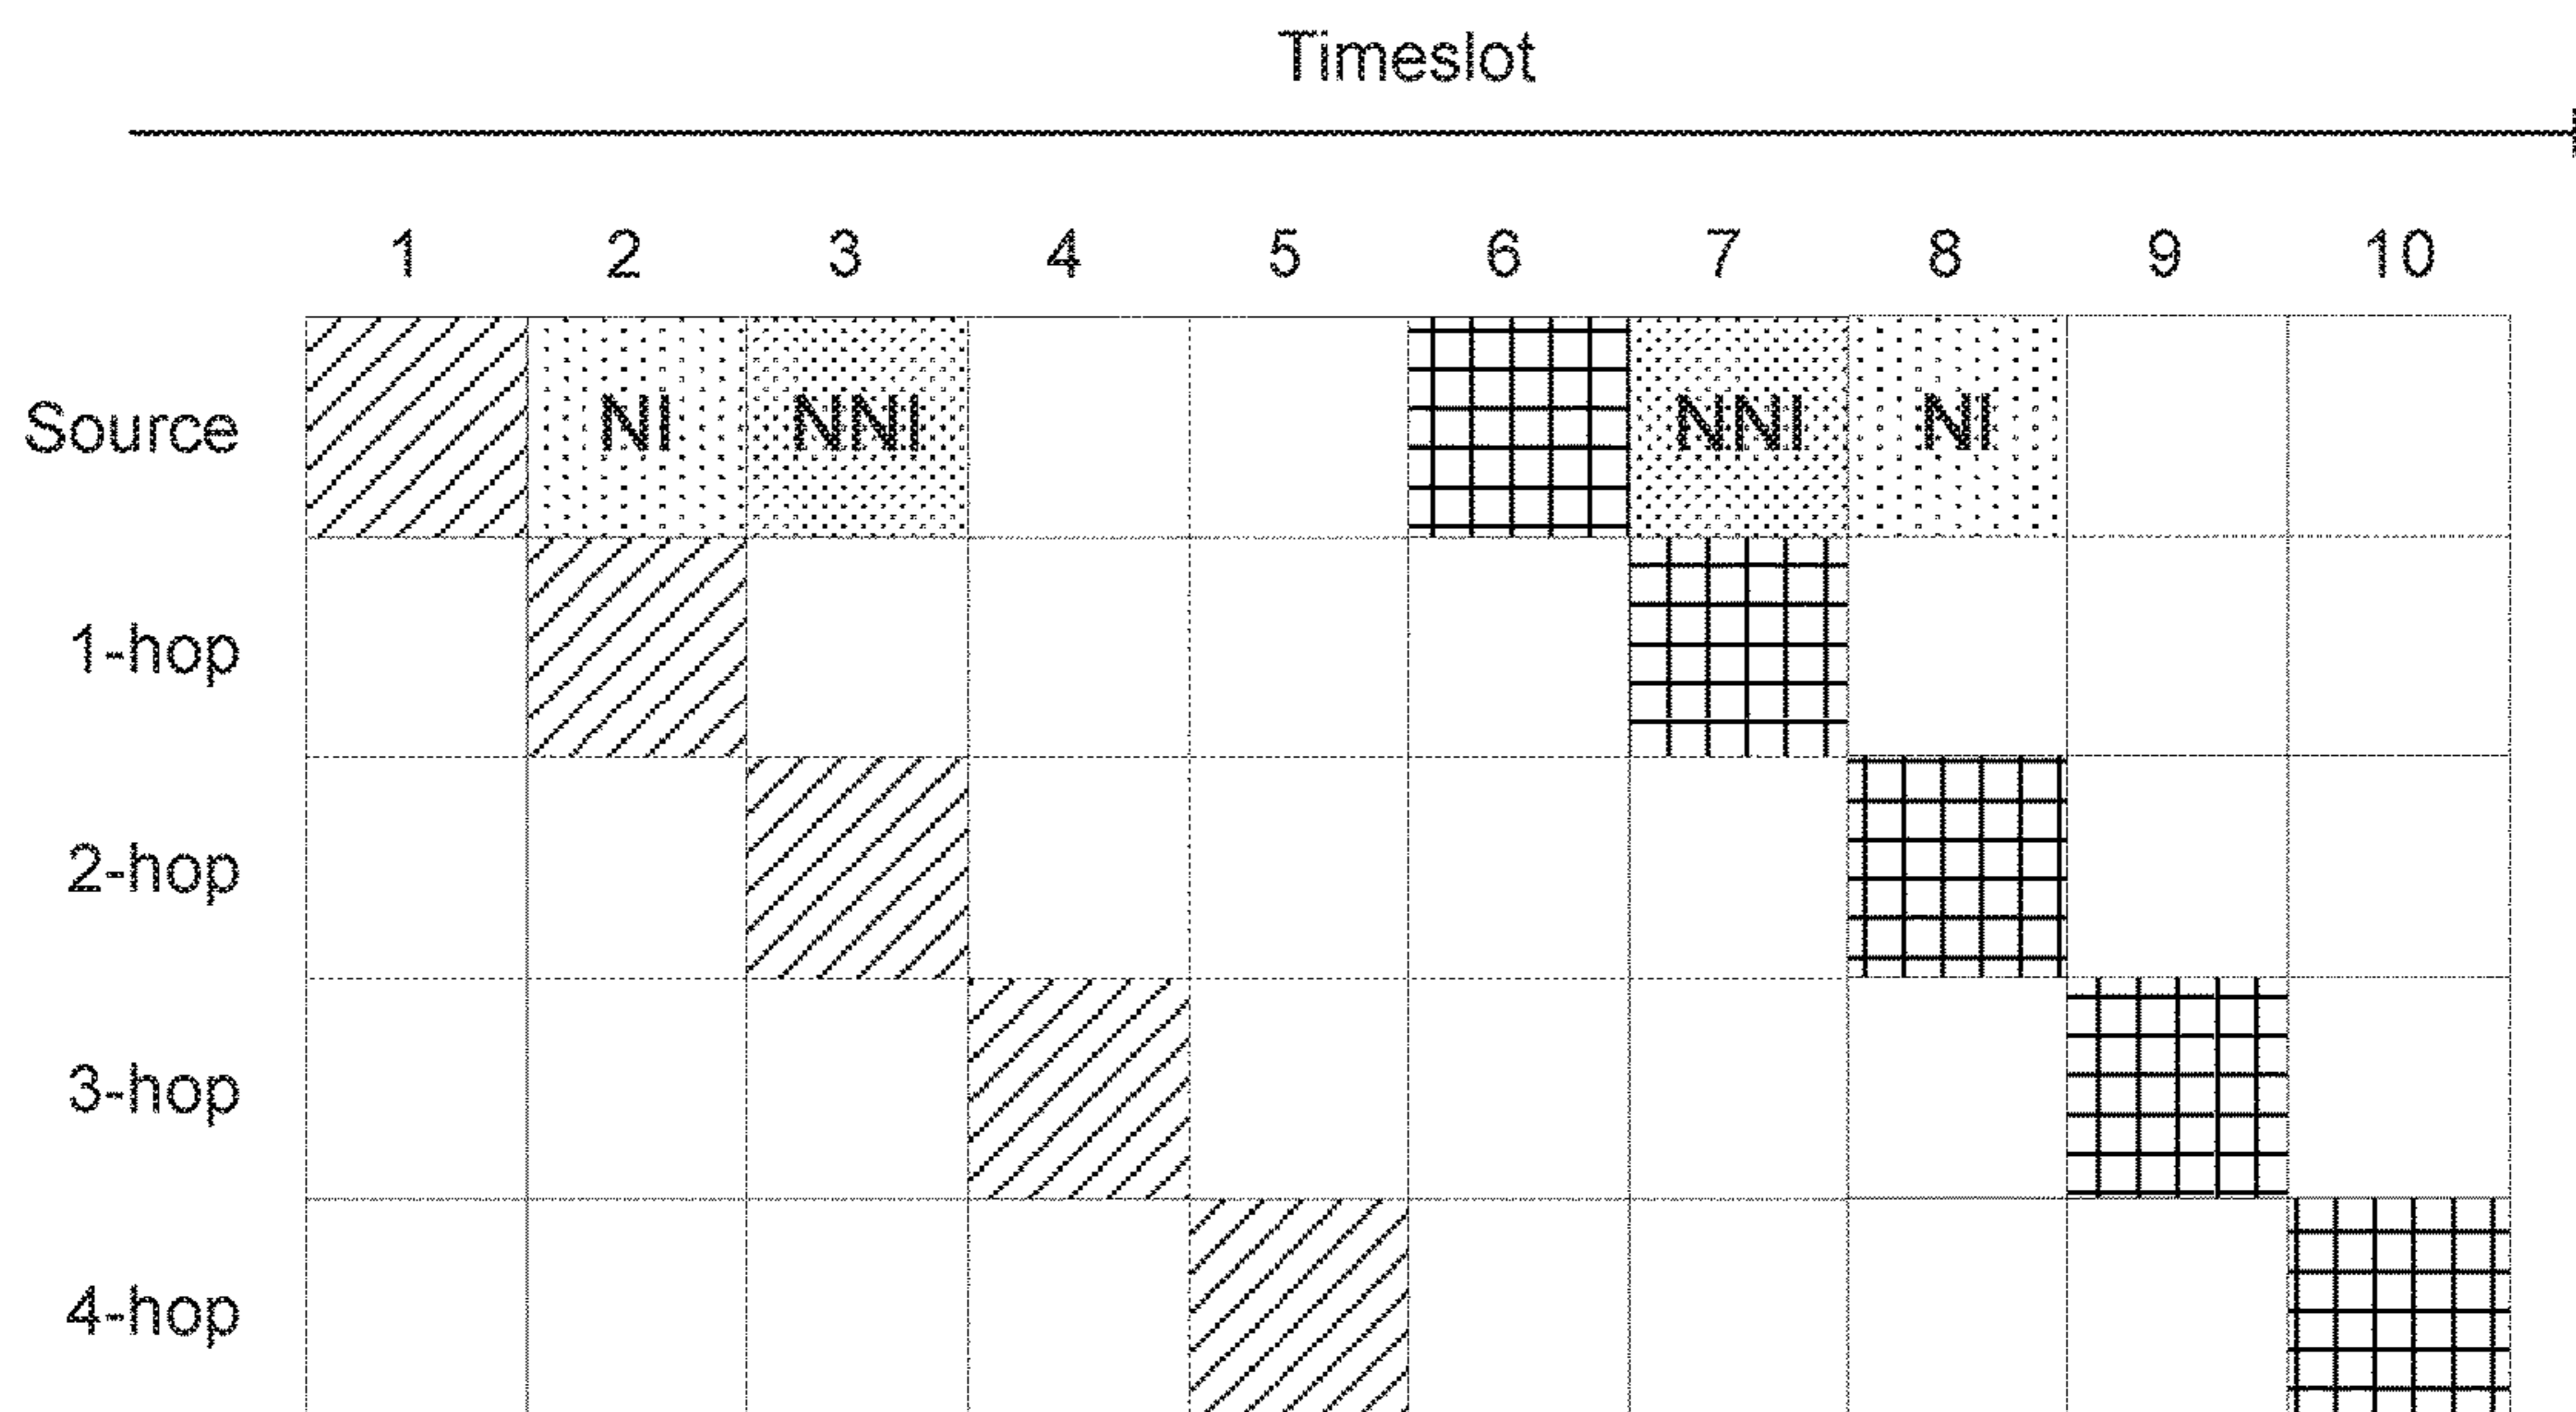 Timeslot
1 2 3 4 5 6 7 8 9 10
Source NI NNI NNI NI
1-hop
2-hop
3-hop
4-hop